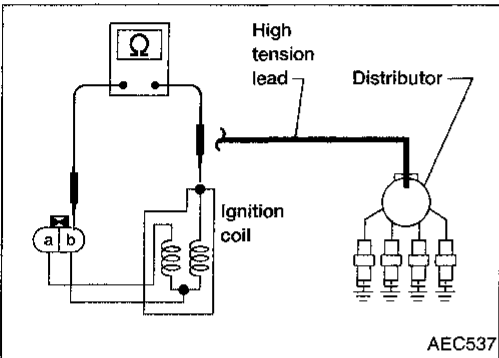 Ω
High
tension
lead
Distributor
Ignition
coil
a b
AEC537